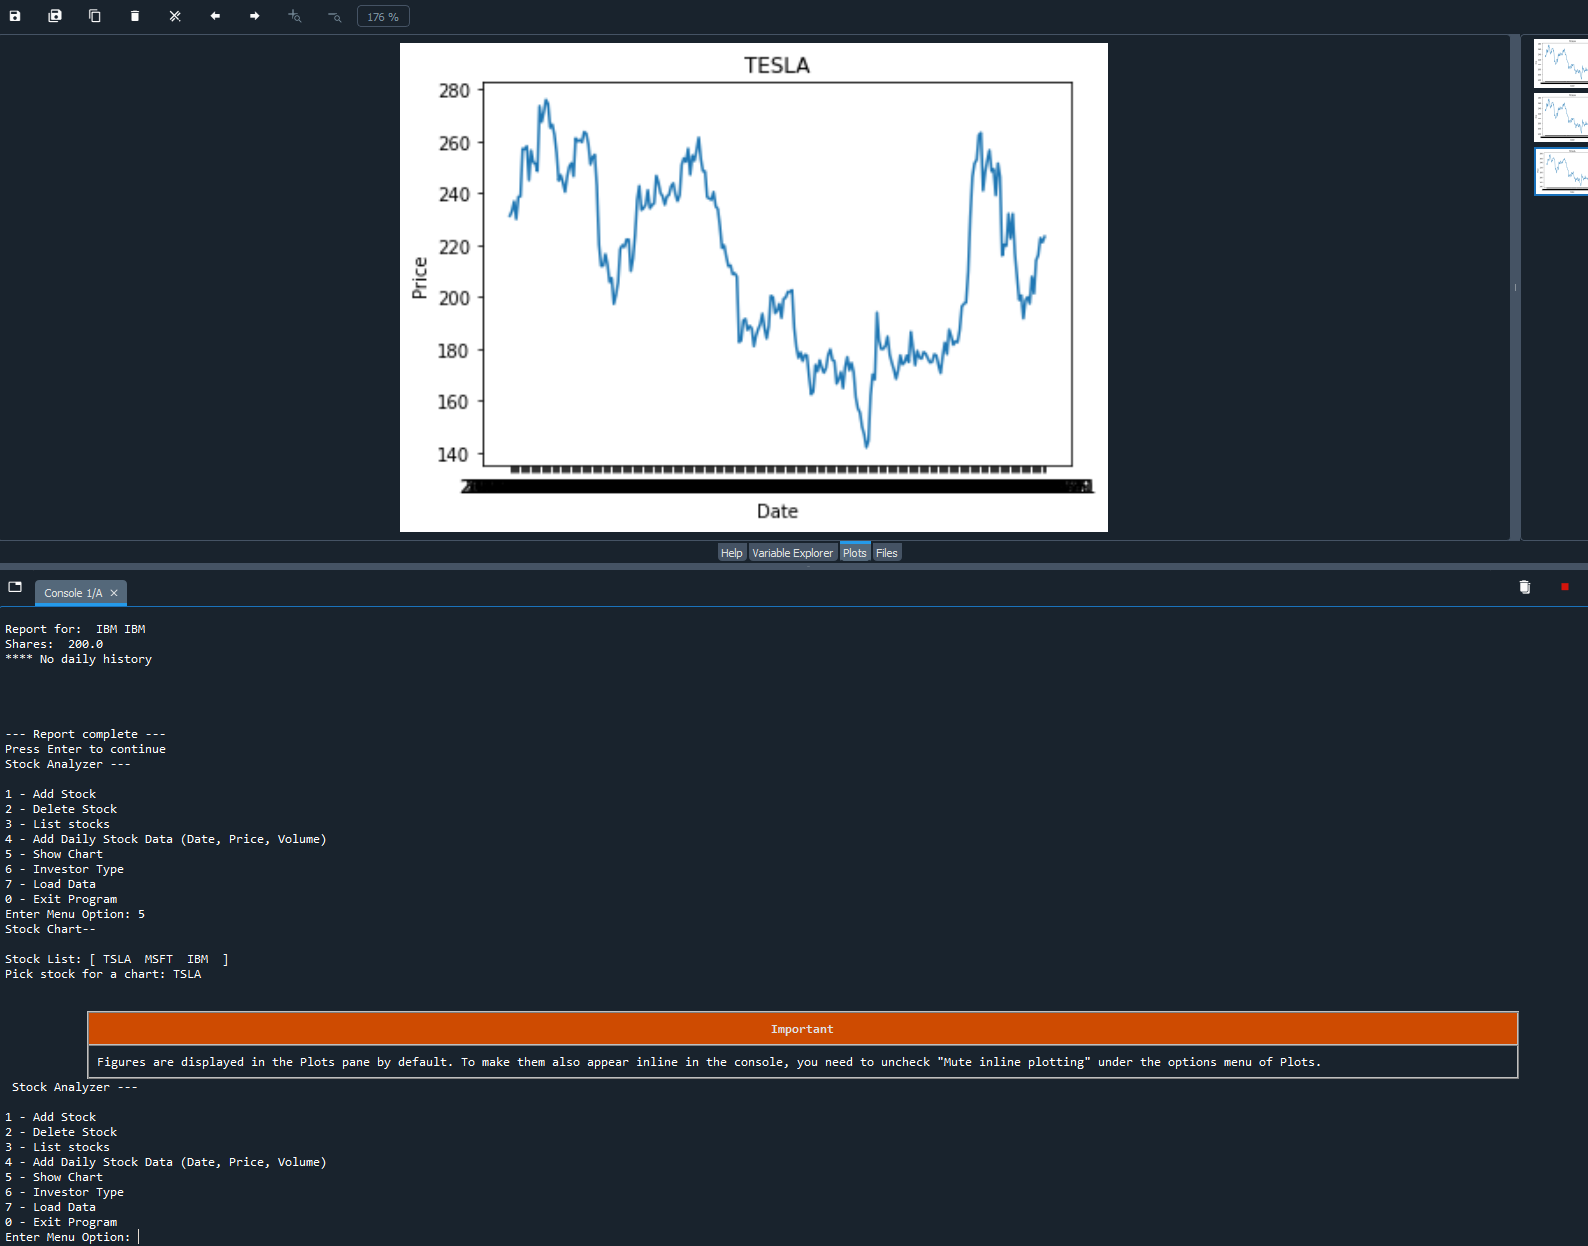 176 %
TESLA
280
260
240
220
200
180
160
140
Price
Date
Help Variable Explorer Plots Files
Console 1/A
Report for:  IBM IBM
Shares:  200.0
**** No daily history
--- Report complete ---
Press Enter to continue
Stock Analyzer ---
1 - Add Stock
2 - Delete Stock
3 - List stocks
4 - Add Daily Stock Data (Date, Price, Volume)
5 - Show Chart
6 - Investor Type
7 - Load Data
0 - Exit Program
Enter Menu Option: 5
Stock Chart--
Stock List: [ TSLA  MSFT  IBM  ]
Pick stock for a chart: TSLA
Important
Figures are displayed in the Plots pane by default. To make them also appear inline in the console, you need to uncheck "Mute inline plotting" under the options menu of Plots.
Stock Analyzer ---
1 - Add Stock
2 - Delete Stock
3 - List stocks
4 - Add Daily Stock Data (Date, Price, Volume)
5 - Show Chart
6 - Investor Type
7 - Load Data
0 - Exit Program
Enter Menu Option: